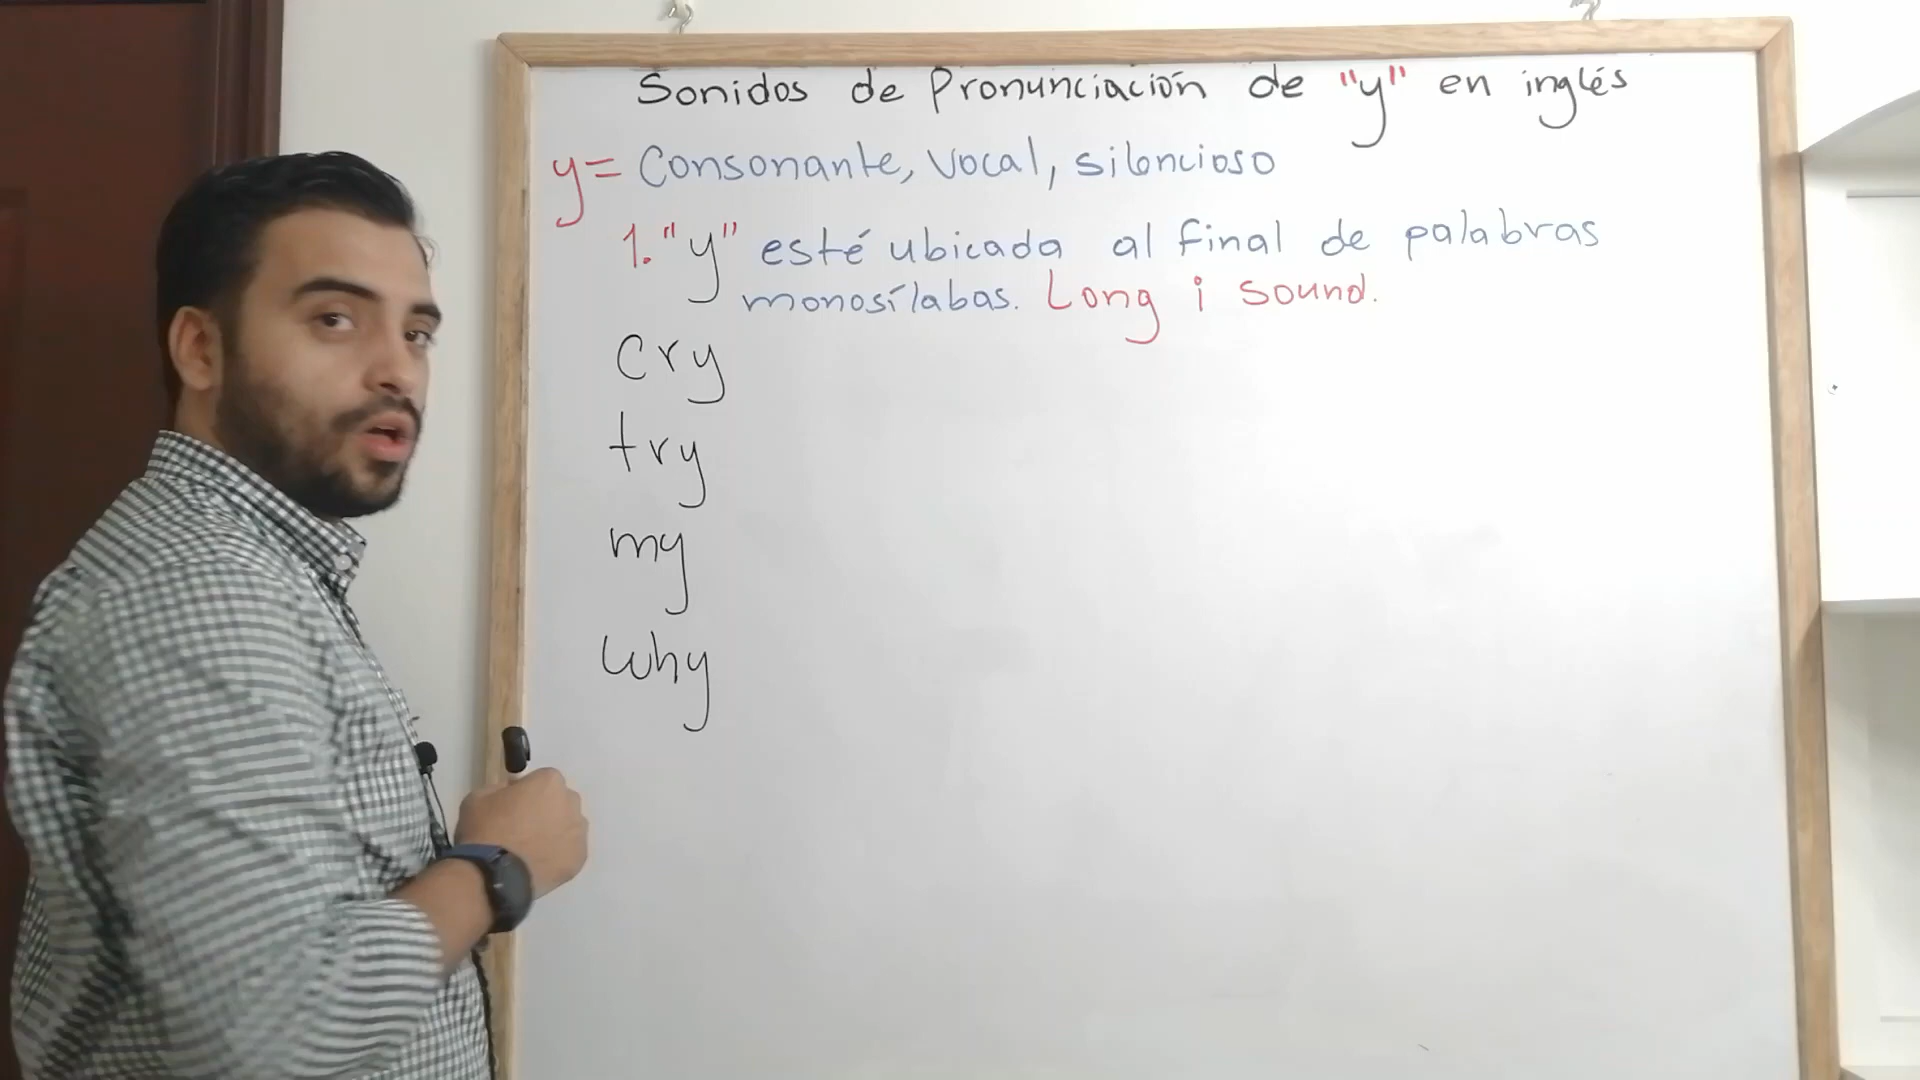 Sonidos de Pronunciación de "y" en inglés
y= Consonante, vocal, silencioso
1. "y" esté ubicada al final de palabras
monosílabas. Long i sound.
cry
try
my
why